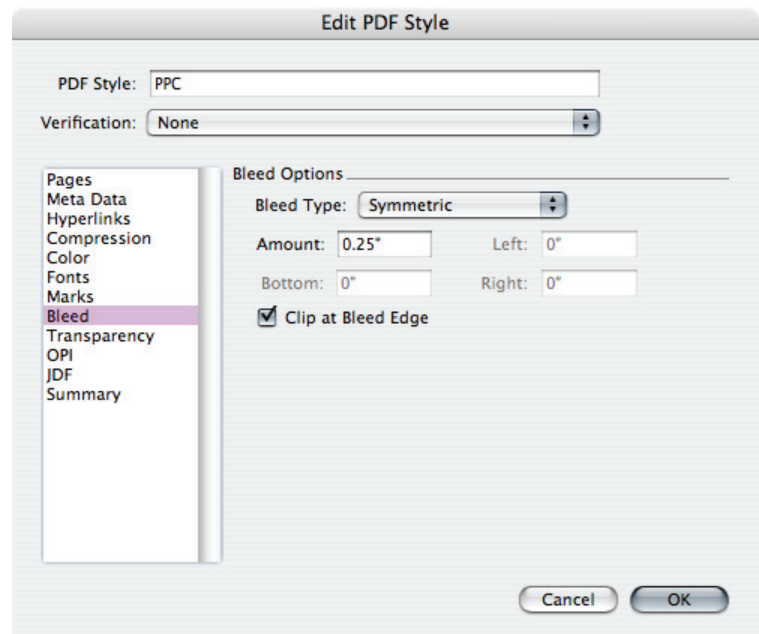 Edit PDF Style
PDF Style: PPC
Verification: None
Pages
Meta Data
Hyperlinks
Compression
Color
Fonts
Marks
Bleed
Transparency
OPI
JDF
Summary
Bleed Options
Bleed Type: Symmetric
Amount: 0.25" Left: 0"
Bottom: 0" Right: 0"
Clip at Bleed Edge
Cancel OK